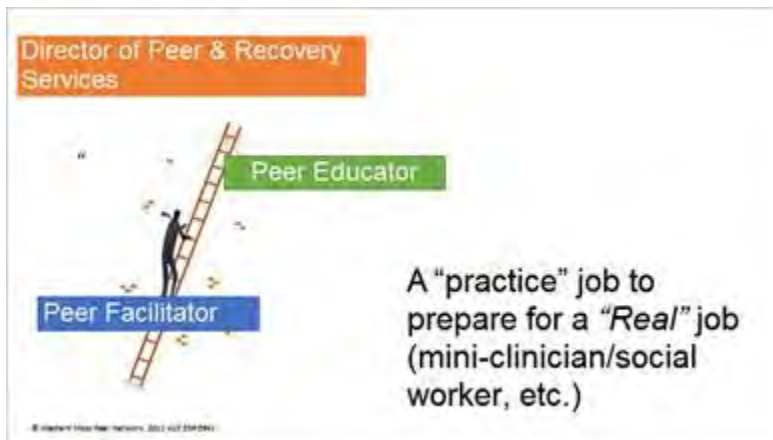 Director of Peer & Recovery
Services
Peer Educator
Peer Facilitator
A “practice” job to
prepare for a “Real” job
(mini-clinician/social
worker, etc.)